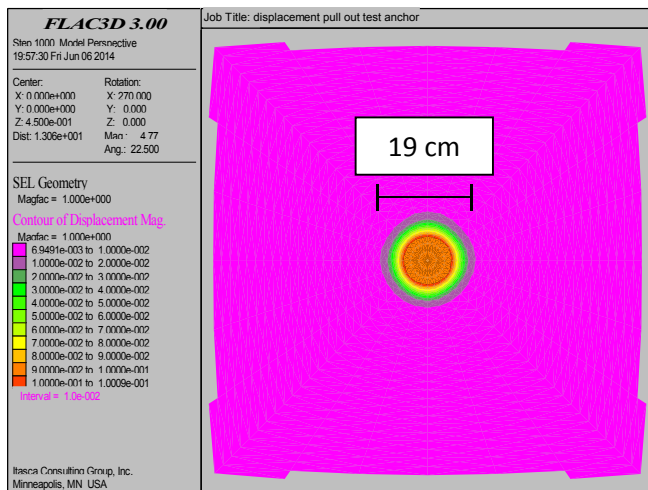 FLAC3D 3.00
Step 1000 Model Perspective
19:57:30 Fri Jun 06 2014
Center:
X: 0.000e+000
Y: 0.000e+000
Z: 4.500e-001
Dist: 1.306e+001
Rotation:
X: 270.000
Y: 0.000
Z: 0.000
Mag.: 4.77
Ang.: 22.500
SEL Geometry
Magfac = 1.000e+000
Contour of Displacement Mag.
Magfac = 1.000e+000
6.9491e-003 to 1.0000e-002
1.0000e-002 to 2.0000e-002
2.0000e-002 to 3.0000e-002
3.0000e-002 to 4.0000e-002
4.0000e-002 to 5.0000e-002
5.0000e-002 to 6.0000e-002
6.0000e-002 to 7.0000e-002
7.0000e-002 to 8.0000e-002
8.0000e-002 to 9.0000e-002
9.0000e-002 to 1.0000e-001
1.0000e-001 to 1.0009e-001
Interval = 1.0e-002
Itasca Consulting Group, Inc.
Minneapolis, MN USA
Job Title: displacement pull out test anchor
19 cm